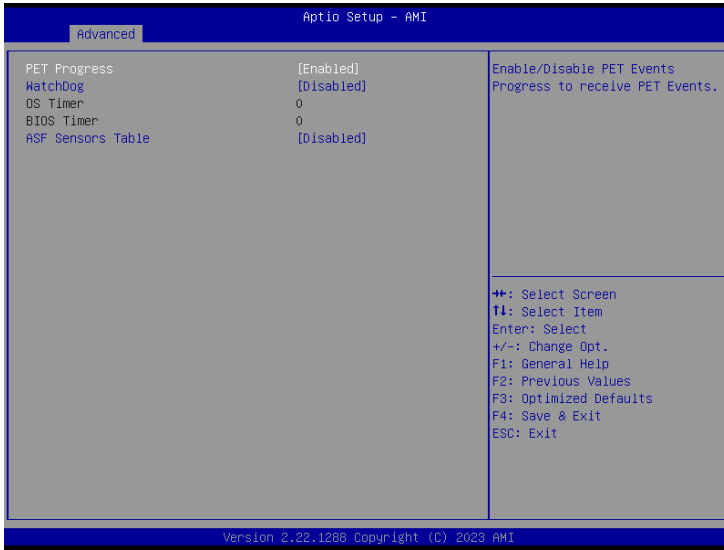 Aptio Setup – AMI
Advanced
PET Progress [Enabled]
WatchDog [Disabled]
OS Timer 0
BIOS Timer 0
ASF Sensors Table [Disabled]
Enable/Disable PET Events
Progress to receive PET Events.
→←: Select Screen
↑↓: Select Item
Enter: Select
+/-: Change Opt.
F1: General Help
F2: Previous Values
F3: Optimized Defaults
F4: Save & Exit
ESC: Exit
Version 2.22.1288 Copyright (C) 2023 AMI